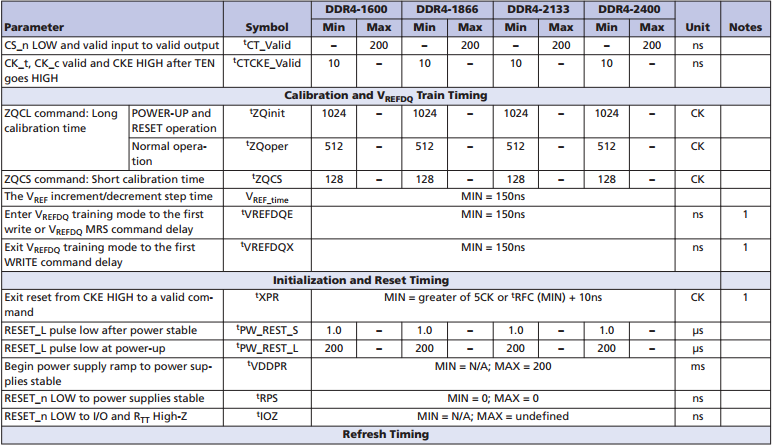 Parameter Symbol DDR4-1600 DDR4-1866 DDR4-2133 DDR4-2400 Unit Notes
Min Max Min Max Min Max Min Max
CS_n LOW and valid input to valid output tCT_Valid – 200 – 200 – 200 – 200 ns
CK_t, CK_c valid and CKE HIGH after TEN
goes HIGH tCTCKE_Valid 10 – 10 – 10 – 10 – ns
Calibration and VREFDQ Train Timing
ZQCL command: Long
calibration time
POWER-UP and
RESET operation tZQinit 1024 – 1024 – 1024 – 1024 – CK
Normal opera-
tion tZQoper 512 – 512 – 512 – 512 – CK
ZQCS command: Short calibration time tZQCS 128 – 128 – 128 – 128 – CK
The VREF increment/decrement step time VREF_time MIN = 150ns
Enter VREFDQ training mode to the first
write or VREFDQ MRS command delay tVREFDQE MIN = 150ns ns 1
Exit VREFDQ training mode to the first
WRITE command delay tVREFDQX MIN = 150ns ns 1
Initialization and Reset Timing
Exit reset from CKE HIGH to a valid com-
mand tXPR MIN = greater of 5CK or tRFC (MIN) + 10ns CK 1
RESET_L pulse low after power stable tPW_REST_S 1.0 – 1.0 – 1.0 – 1.0 – µs
RESET_L pulse low at power-up tPW_REST_L 200 – 200 – 200 – 200 – µs
Begin power supply ramp to power sup-
plies stable tVDDPR MIN = N/A; MAX = 200 ms
RESET_n LOW to power supplies stable tRPS MIN = 0; MAX = 0 ns
RESET_n LOW to I/O and RTT High-Z tIOZ MIN = N/A; MAX = undefined ns
Refresh Timing